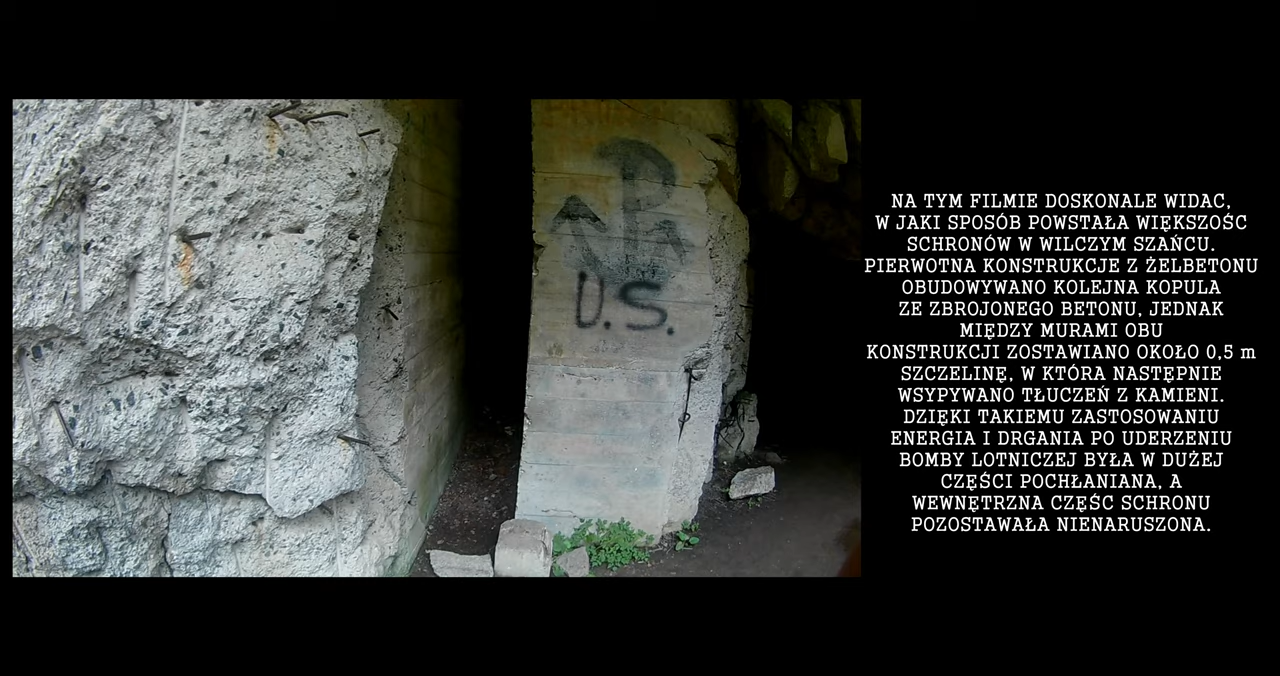 U.S.
NA TYM FILMIE DOSKONALE WIDAC,
W JAKI SPOSÓB POWSTAŁA WIĘKSZOŚC
SCHRONÓW W WILCZYM SZAŃCU.
PIERWOTNA KONSTRUKCJE Z ŻELBETONU
OBUDOWYWANO KOLEJNA KOPULA
ZE ZBROJONEGO BETONU, JEDNAK
MIĘDZY MURAMI OBU
KONSTRUKCJI ZOSTAWIANO OKOŁO 0,5 m
SZCZELINĘ, W KTÓRA NASTĘPNIE
WSYPYWANO TŁUCZEŃ Z KAMIENI.
DZIĘKI TAKIEMU ZASTOSOWANIU
ENERGIA I DRGANIA PO UDERZENIU
BOMBY LOTNICZEJ BYŁA W DUŻEJ
CZĘŚCI POCHŁANIANA, A
WEWNĘTRZNA CZĘŚC SCHRONU
POZOSTAWAŁA NIENARUSZONA.